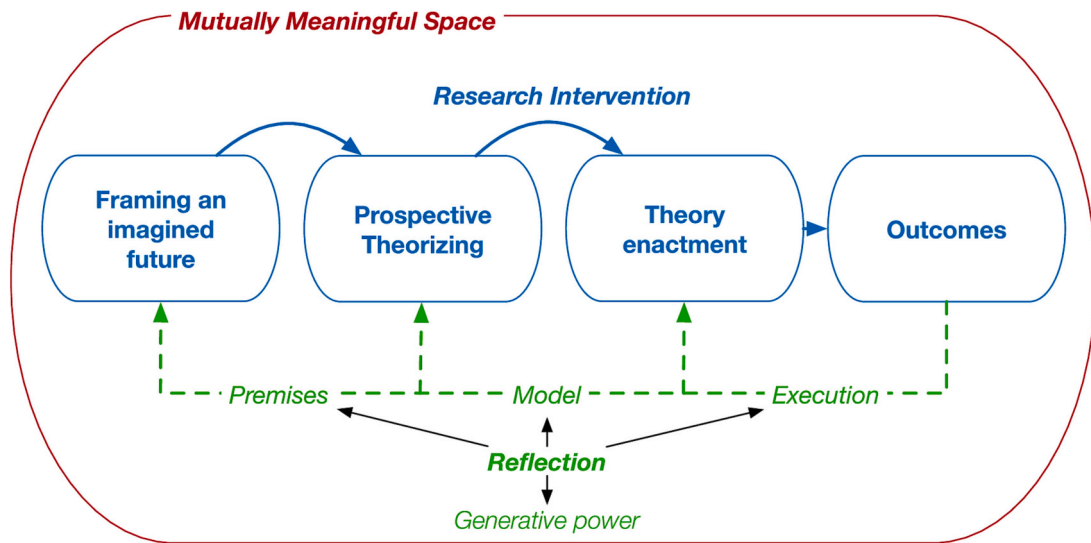 Mutually Meaningful Space
Research Intervention
Framing an
imagined
future
Prospective
Theorizing
Theory
enactment
Outcomes
Premises
Model
Execution
Reflection
Generative power